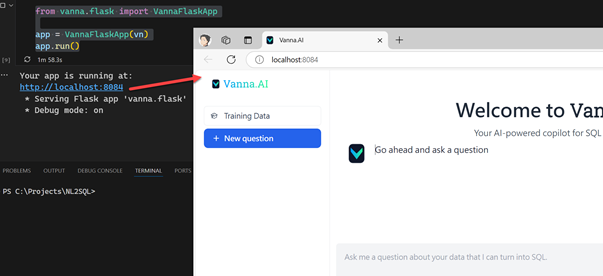 from vanna.flask import VannaFlaskApp
app = VannaFlaskApp(vn)
app.run()
1m 58.3s
Your app is running at:
http://localhost:8084
* Serving Flask app 'vanna.flask'
* Debug mode: on
PROBLEMS OUTPUT DEBUG CONSOLE TERMINAL PORTS
PS C:\Projects\NL2SQL>
Vanna.AI
localhost:8084
Vanna.AI
Training Data
+ New question
Welcome to Van
Your AI-powered copilot for SQL
Go ahead and ask a question
Ask me a question about your data that I can turn into SQL.